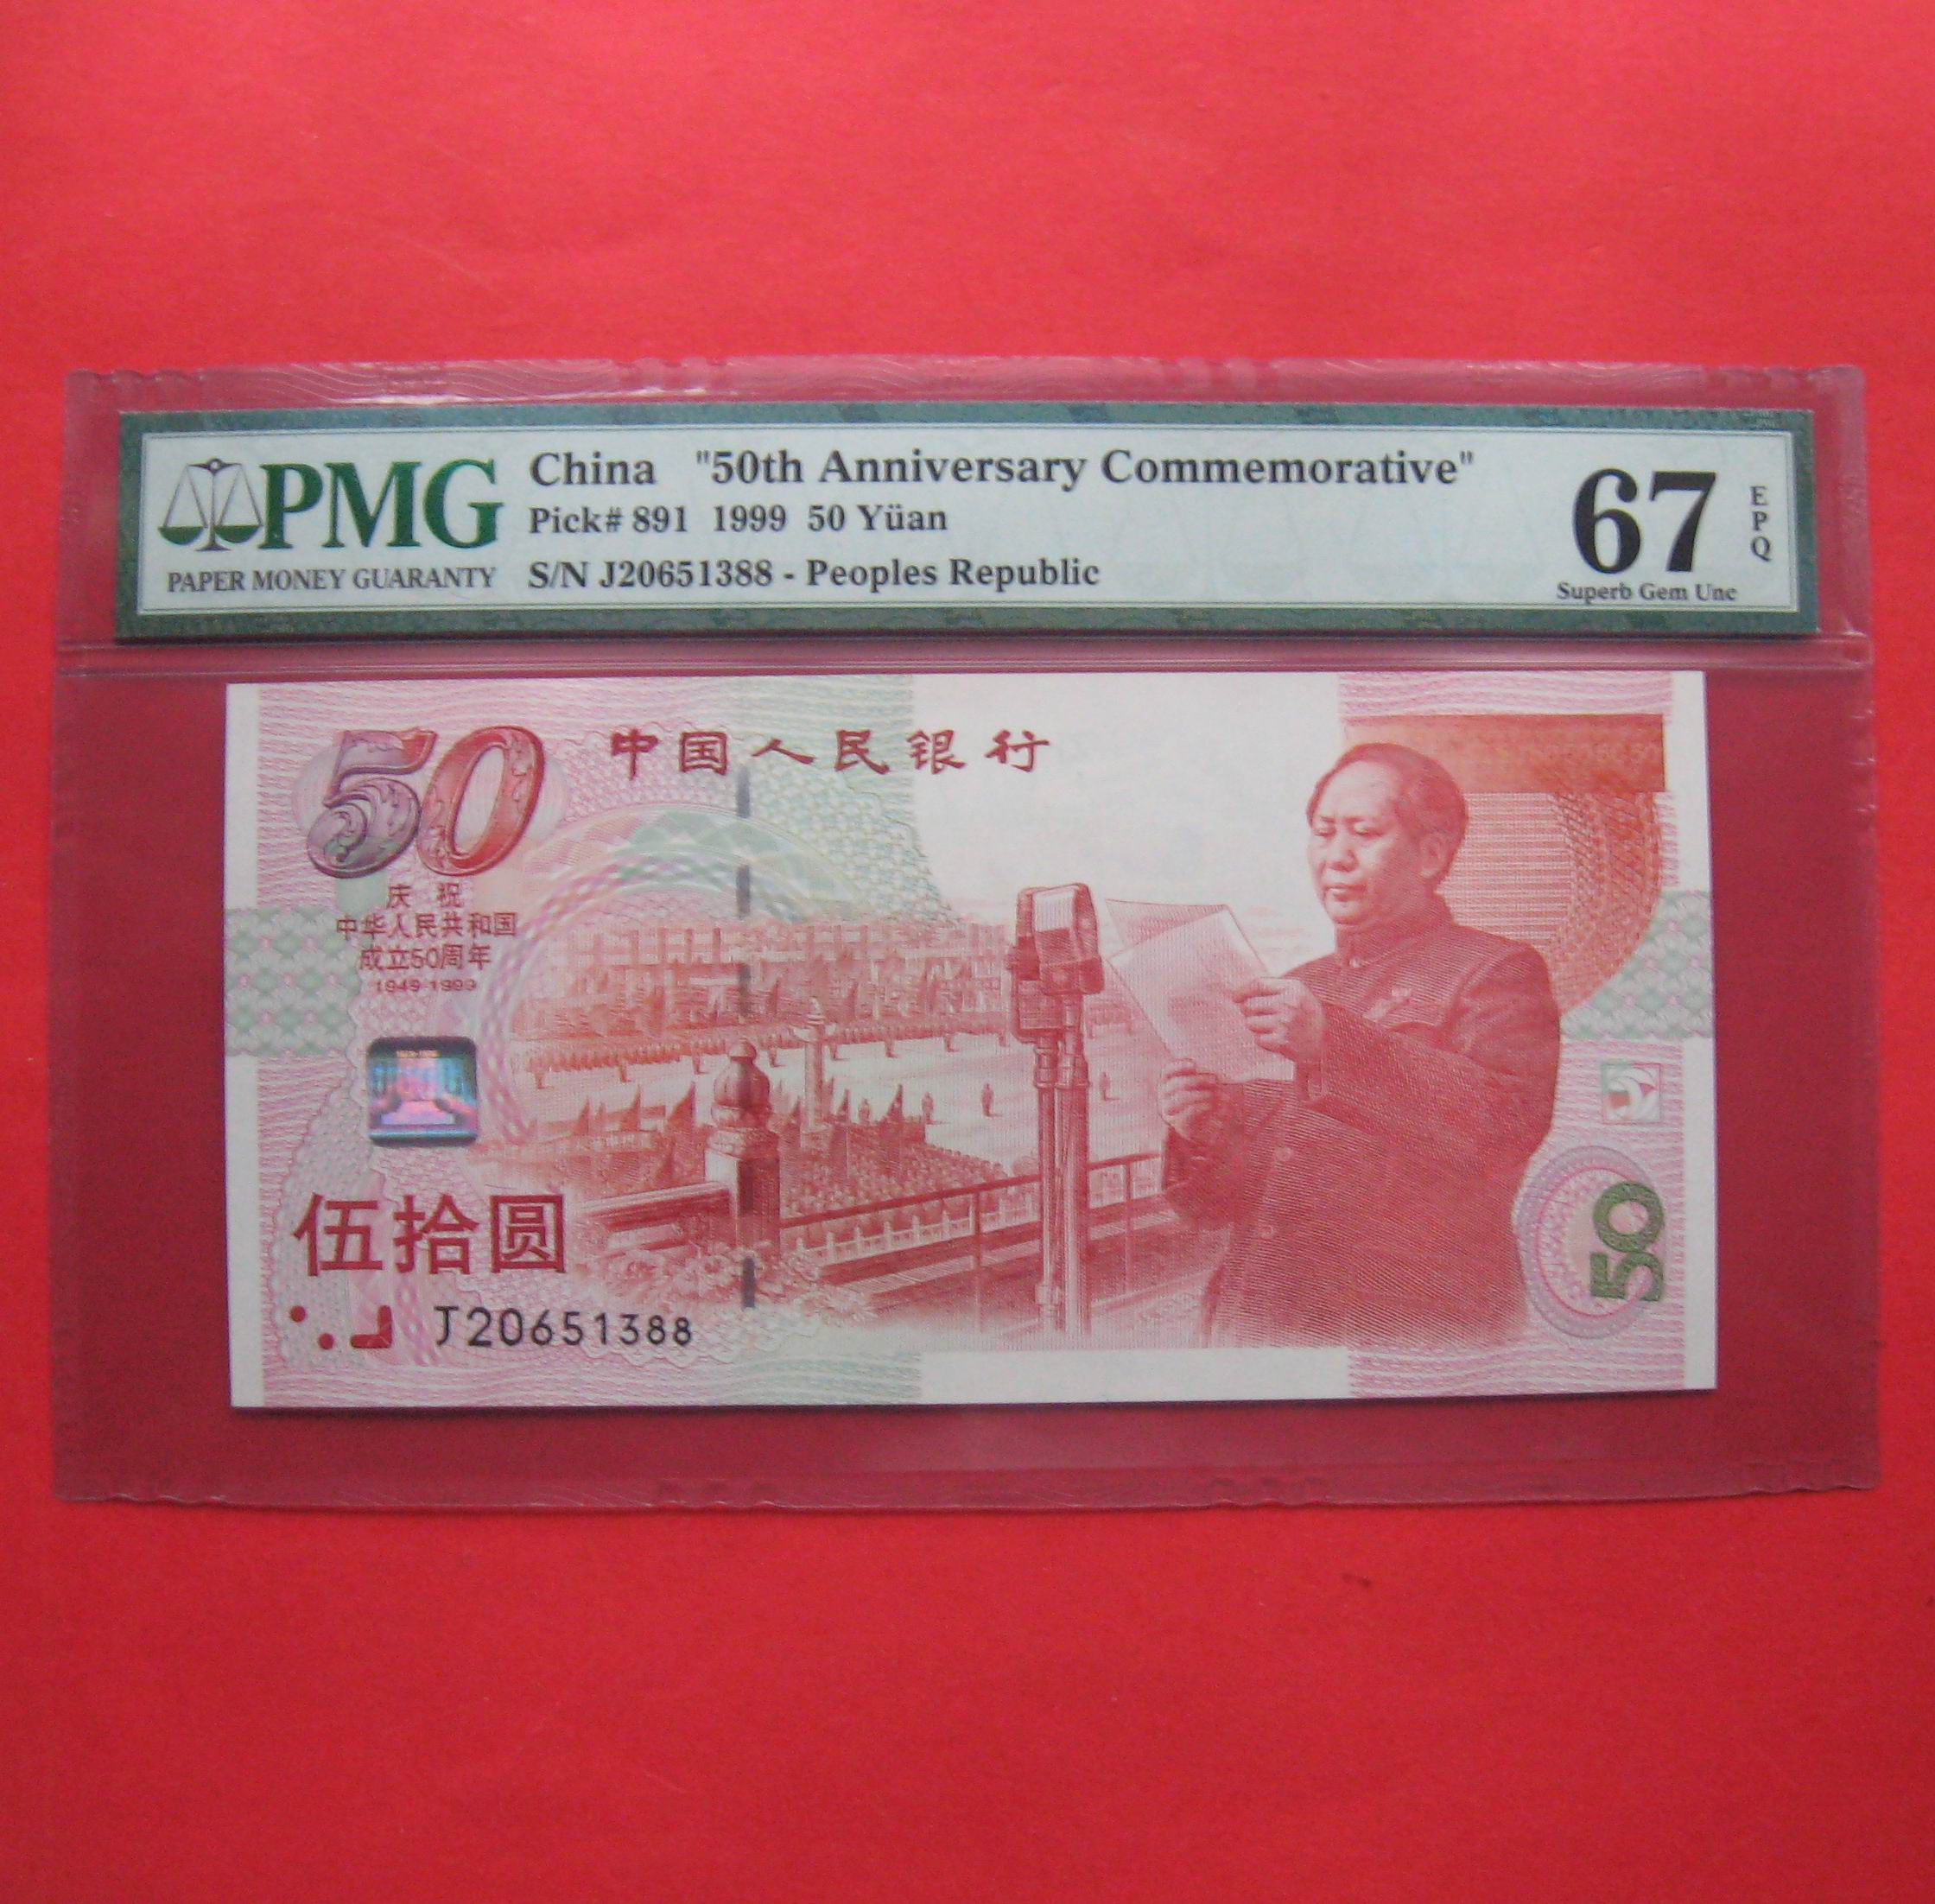 PMG
PAPER MONEY GUARANTY
China "50th Anniversary Commemorative"
Pick# 891 1999 50 Yüan
S/N J20651388 - Peoples Republic
67
EPQ
Superb Gem Unc
50
中国人民银行
庆祝
中华人民共和国
成立50周年
1949-1999
伍拾圆
J20651388
50